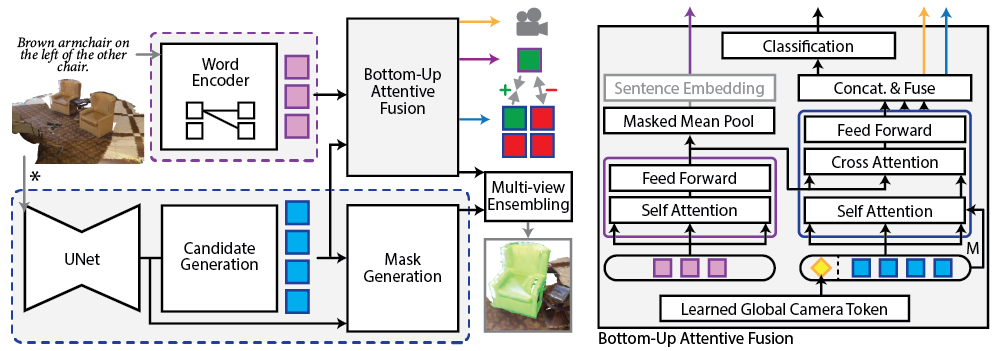 Brown armchair on
the left of the other
chair.
*
Word
Encoder
Bottom-Up
Attentive
Fusion
+
−
UNet
Candidate
Generation
Mask
Generation
Multi-view
Ensembling
Classification
Sentence Embedding
Concat. & Fuse
Masked Mean Pool
Feed Forward
Cross Attention
Feed Forward
Self Attention
Self Attention
M
Learned Global Camera Token
Bottom-Up Attentive Fusion